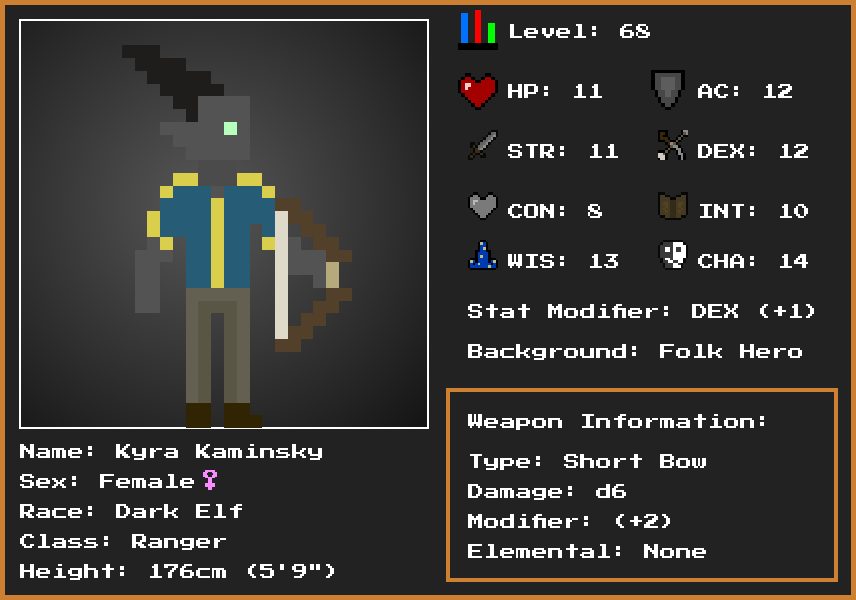 Level: 68
HP: 11
AC: 12
STR: 11
DEX: 12
CON: 8
INT: 10
WIS: 13
CHA: 14
Stat Modifier: DEX (+1)
Background: Folk Hero
Weapon Information:
Type: Short Bow
Damage: d6
Modifier: (+2)
Elemental: None
Name: Kyra Kaminsky
Sex: Female♀
Race: Dark Elf
Class: Ranger
Height: 176cm (5'9")